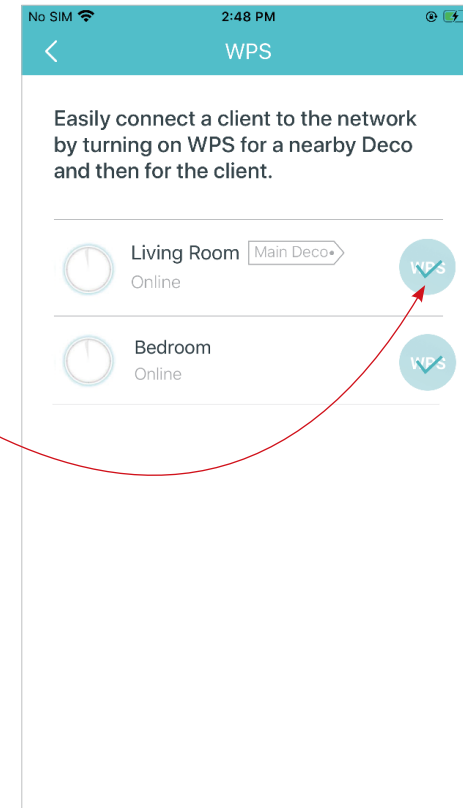 No SIM 2:48 PM
WPS
Easily connect a client to the network
by turning on WPS for a nearby Deco
and then for the client.
Living Room Main Deco
Online
WPS
Bedroom
Online
WPS